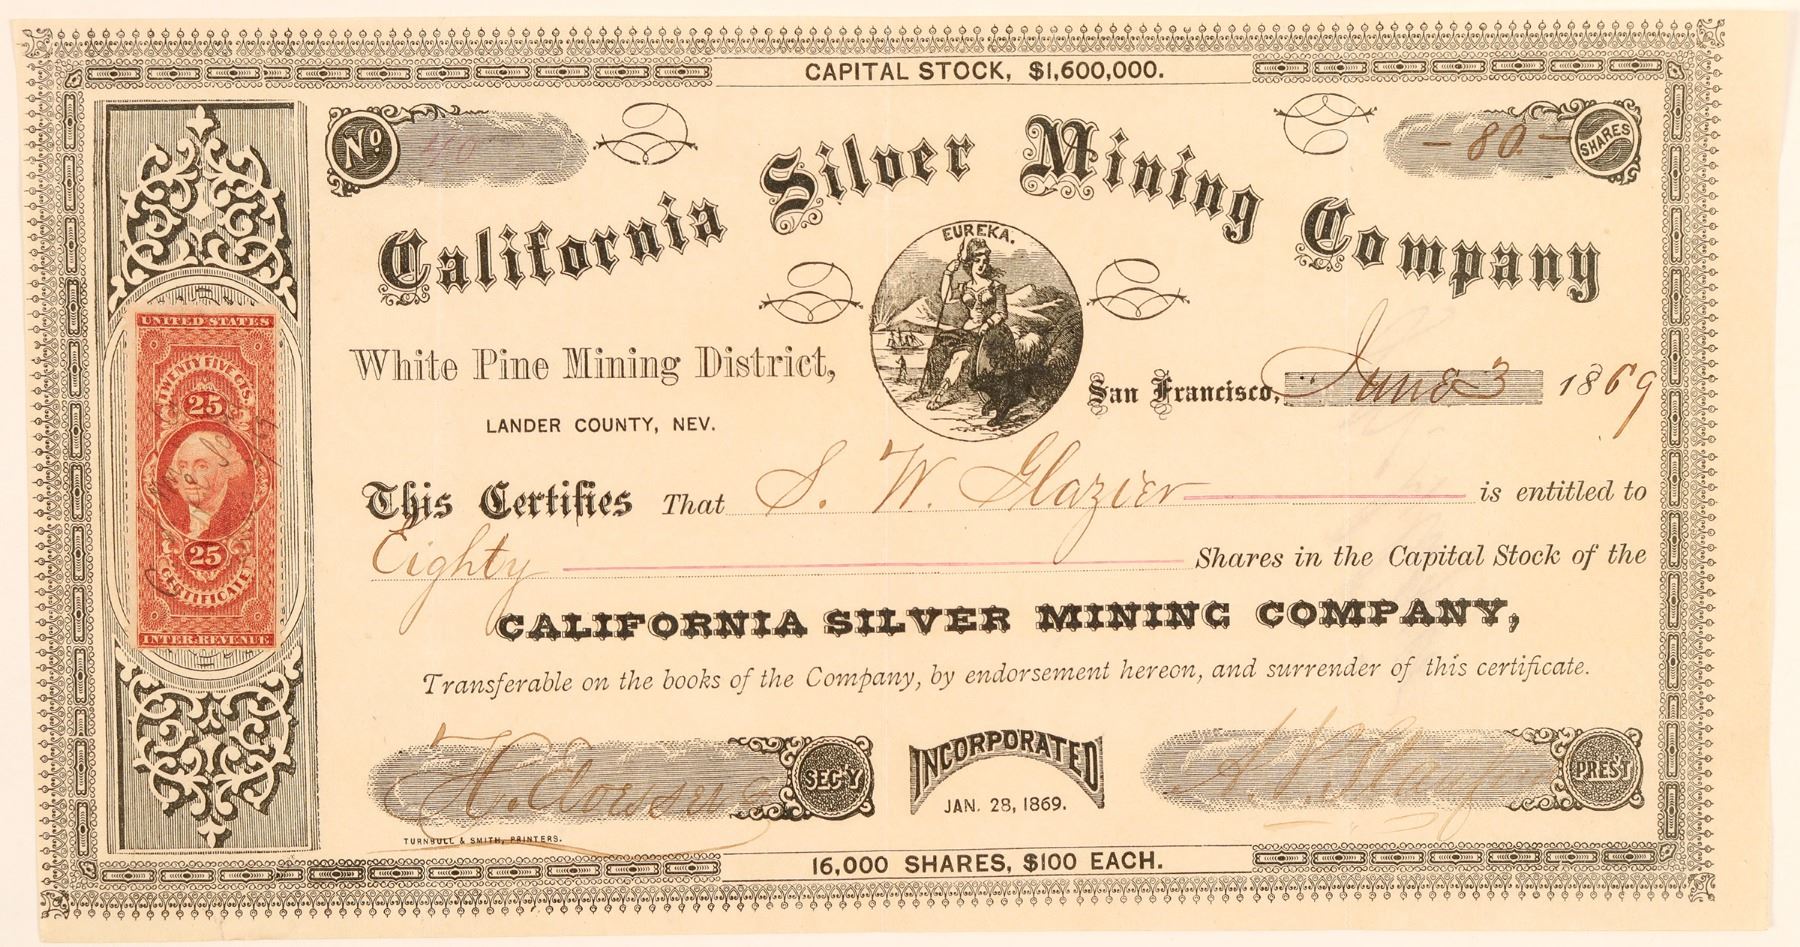 CAPITAL STOCK, $1,600,000.
No.
- 80. - SHARES
California Silver Mining Company
EUREKA.
White Pine Mining District,
LANDER COUNTY, NEV.
San Francisco, June 3 1869
This Certifies That S. W. Glazier is entitled to
Eighty Shares in the Capital Stock of the
CALIFORNIA SILVER MINING COMPANY,
Transferable on the books of the Company, by endorsement hereon, and surrender of this certificate.
SEC'Y
INCORPORATED
JAN. 28, 1869.
PREST
TURNBULL & SMITH, PRINTERS.
16,000 SHARES, $100 EACH.
UNITED STATES
TWENTY FIVE CTS.
25
25
CERTIFICATE
INTER. REVENUE